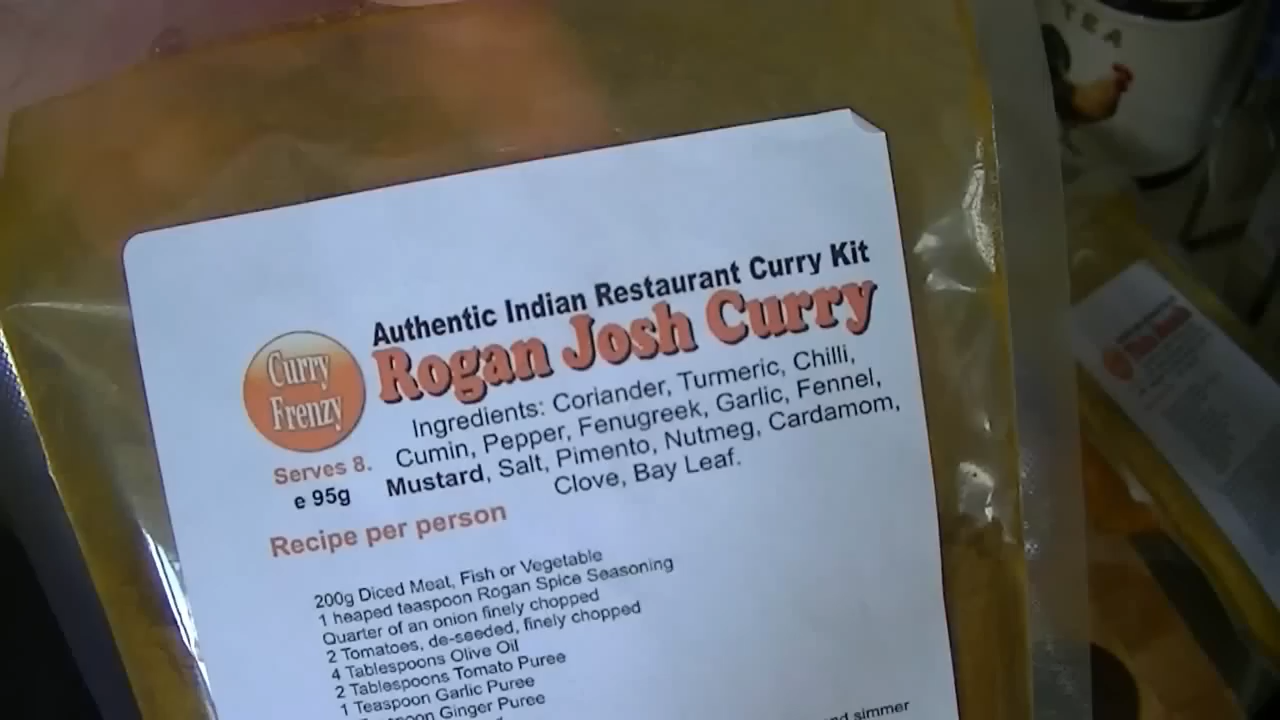 TEA
Authentic Indian Restaurant Curry Kit
Rogan Josh Curry
Curry
Frenzy
Ingredients: Coriander, Turmeric, Chilli,
Cumin, Pepper, Fenugreek, Garlic, Fennel,
Mustard, Salt, Pimento, Nutmeg, Cardamom,
Clove, Bay Leaf.
Serves 8.
e 95g
Recipe per person
200g Diced Meat, Fish or Vegetable
1 heaped teaspoon Rogan Spice Seasoning
Quarter of an onion finely chopped
2 Tomatoes, de-seeded, finely chopped
4 Tablespoons Olive Oil
2 Tablespoons Tomato Puree
1 Teaspoon Garlic Puree
Ginger Puree
simmer